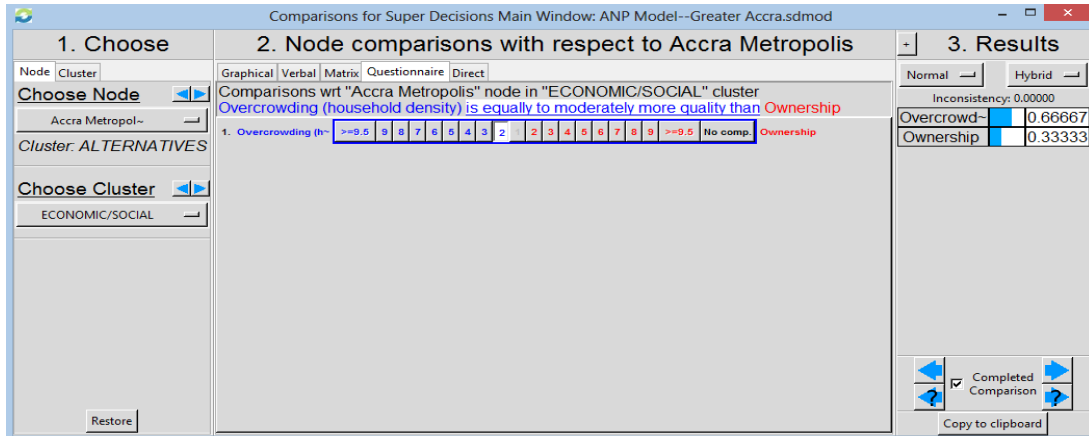 Comparisons for Super Decisions Main Window: ANP Model--Greater Accra.sdmod
1. Choose
Node Cluster
Choose Node
Accra Metropol~
Cluster: ALTERNATIVES
Choose Cluster
ECONOMIC/SOCIAL
Restore
2. Node comparisons with respect to Accra Metropolis
Graphical Verbal Matrix Questionnaire Direct
Comparisons wrt "Accra Metropolis" node in "ECONOMIC/SOCIAL" cluster
Overcrowding (household density) is equally to moderately more quality than Ownership
1. Overcrowding (h~ >=9.5 9 8 7 6 5 4 3 2 1 2 3 4 5 6 7 8 9 >=9.5 No comp. Ownership
+ 3. Results
Normal Hybrid
Inconsistency: 0.00000
Overcrowd~ 0.66667
Ownership 0.33333
Completed
Comparison
? ?
Copy to clipboard